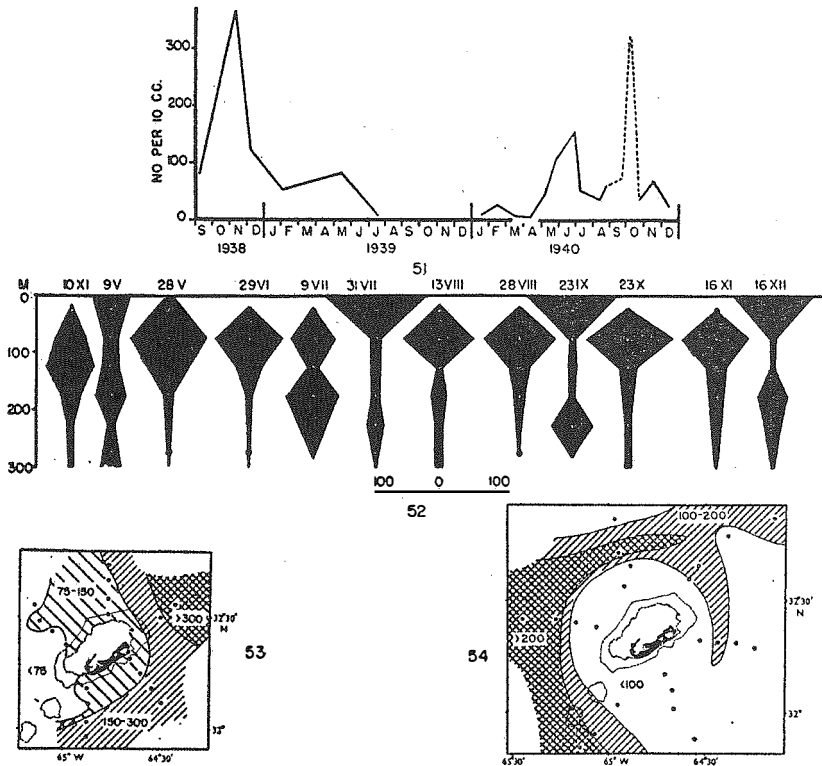 NO PER 10 CC.
300
200
100
0
S O N D J F M A M J J A S O N D J F M A M J J A S O N D
1938 1939 1940
51
M 10 XI 9 V 28 V 29 VI 9 VII 31 VII 13 VIII 28 VIII 23 IX 23 X 16 XI 16 XII
0
100
200
300
100 0 100
52
75-150
>300
32°30'
N
<75
150-300
32°
65° W 64°30'
53
54
100-200
32°30'
N
>200
<100
32°
65°30' 65° W 64°30'